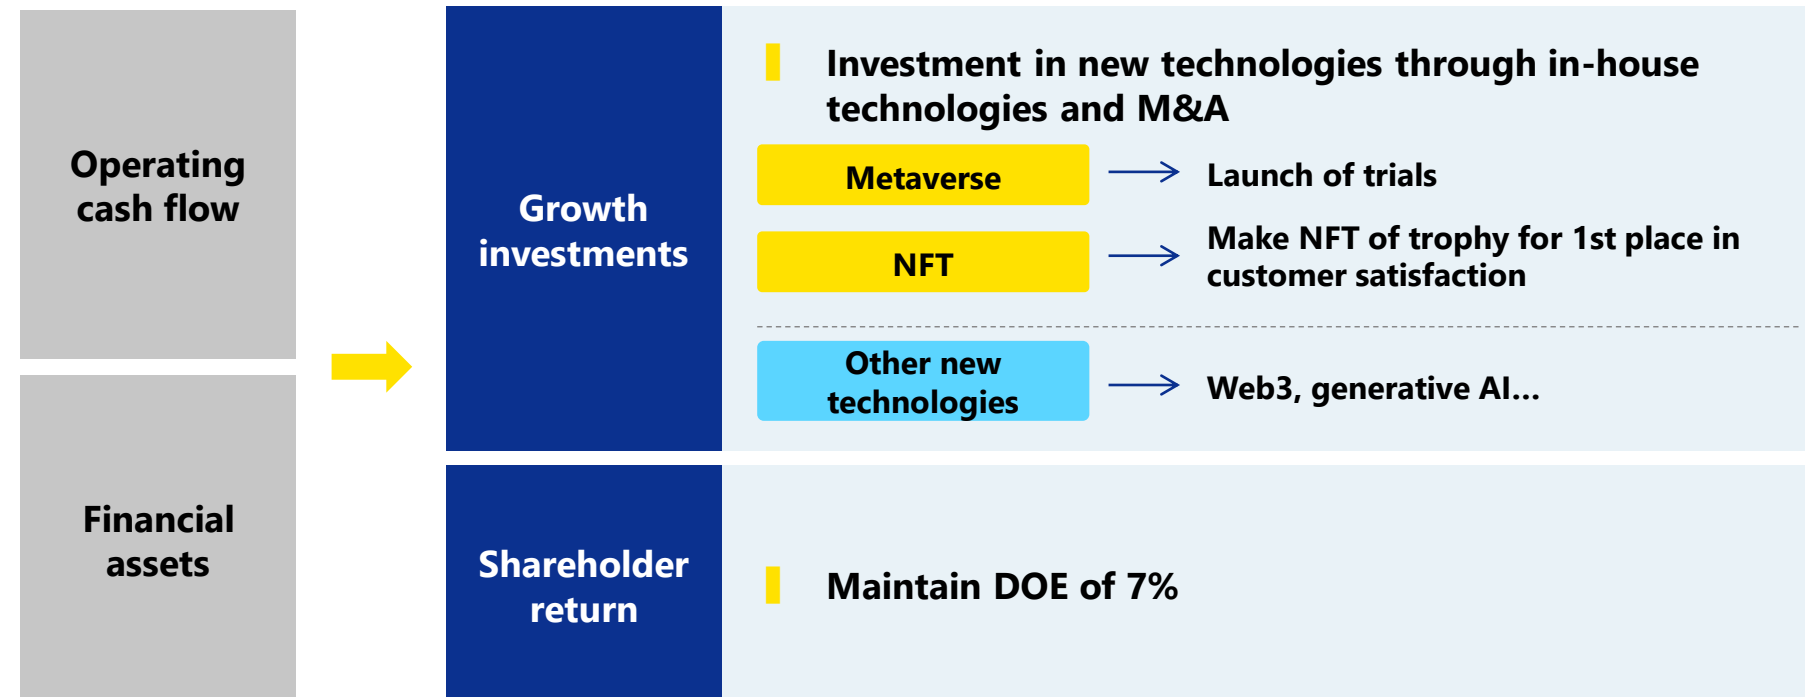 Operating
cash flow
Financial
assets
Growth
investments
Investment in new technologies through in-house
technologies and M&A
Metaverse
Launch of trials
NFT
Make NFT of trophy for 1st place in
customer satisfaction
Other new
technologies
Web3, generative AI…
Shareholder
return
Maintain DOE of 7%